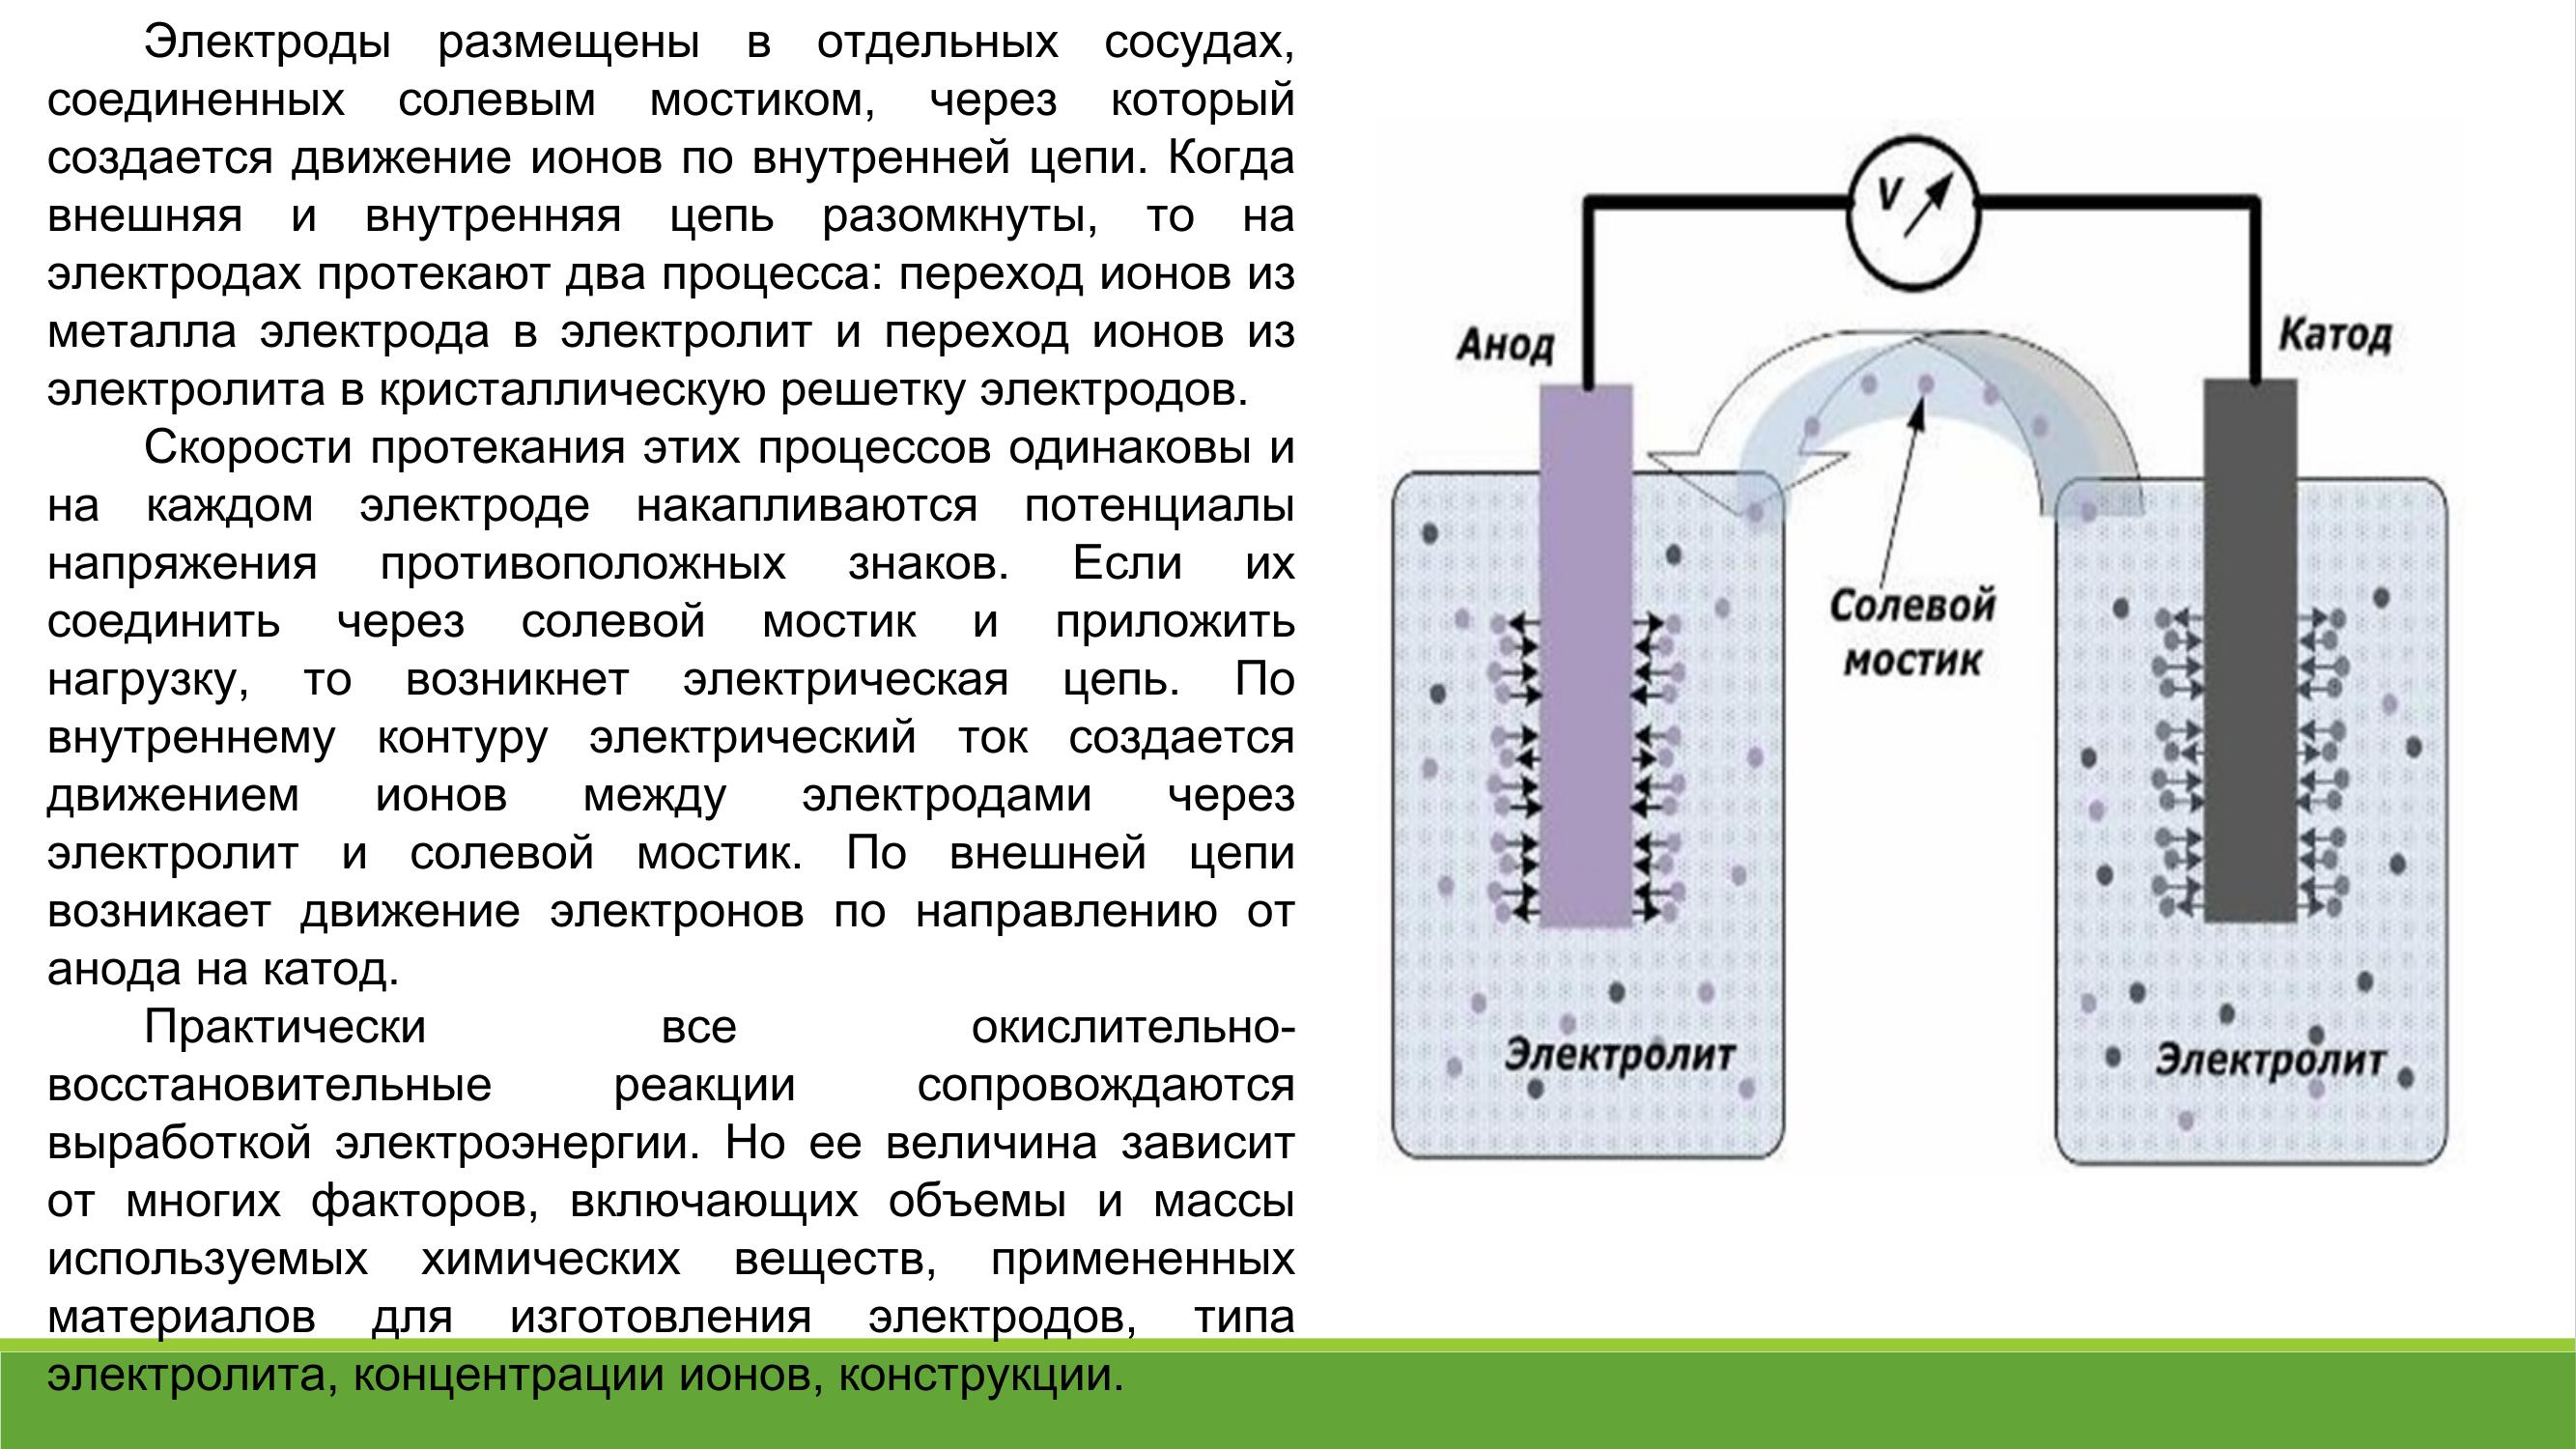 Электроды размещены в отдельных сосудах,
соединенных солевым мостиком, через который
создается движение ионов по внутренней цепи. Когда
внешняя и внутренняя цепь разомкнуты, то на
электродах протекают два процесса: переход ионов из
металла электрода в электролит и переход ионов из
электролита в кристаллическую решетку электродов.
Скорости протекания этих процессов одинаковы и
на каждом электроде накапливаются потенциалы
напряжения противоположных знаков. Если их
соединить через солевой мостик и приложить
нагрузку, то возникнет электрическая цепь. По
внутреннему контуру электрический ток создается
движением ионов между электродами через
электролит и солевой мостик. По внешней цепи
возникает движение электронов по направлению от
анода на катод.
Практически все окислительно-
восстановительные реакции сопровождаются
выработкой электроэнергии. Но ее величина зависит
от многих факторов, включающих объемы и массы
используемых химических веществ, примененных
материалов для изготовления электродов, типа
электролита, концентрации ионов, конструкции.
V
Анод
Катод
Солевой
мостик
Электролит
Электролит